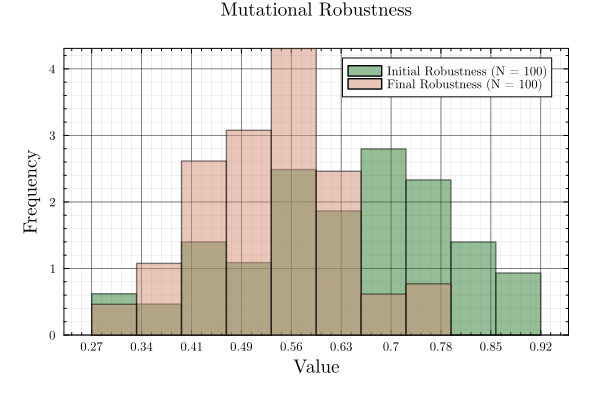 Mutational Robustness
Initial Robustness (N = 100)
Final Robustness (N = 100)
Frequency
4
3
2
1
0
0.27 0.34 0.41 0.49 0.56 0.63 0.7 0.78 0.85 0.92
Value